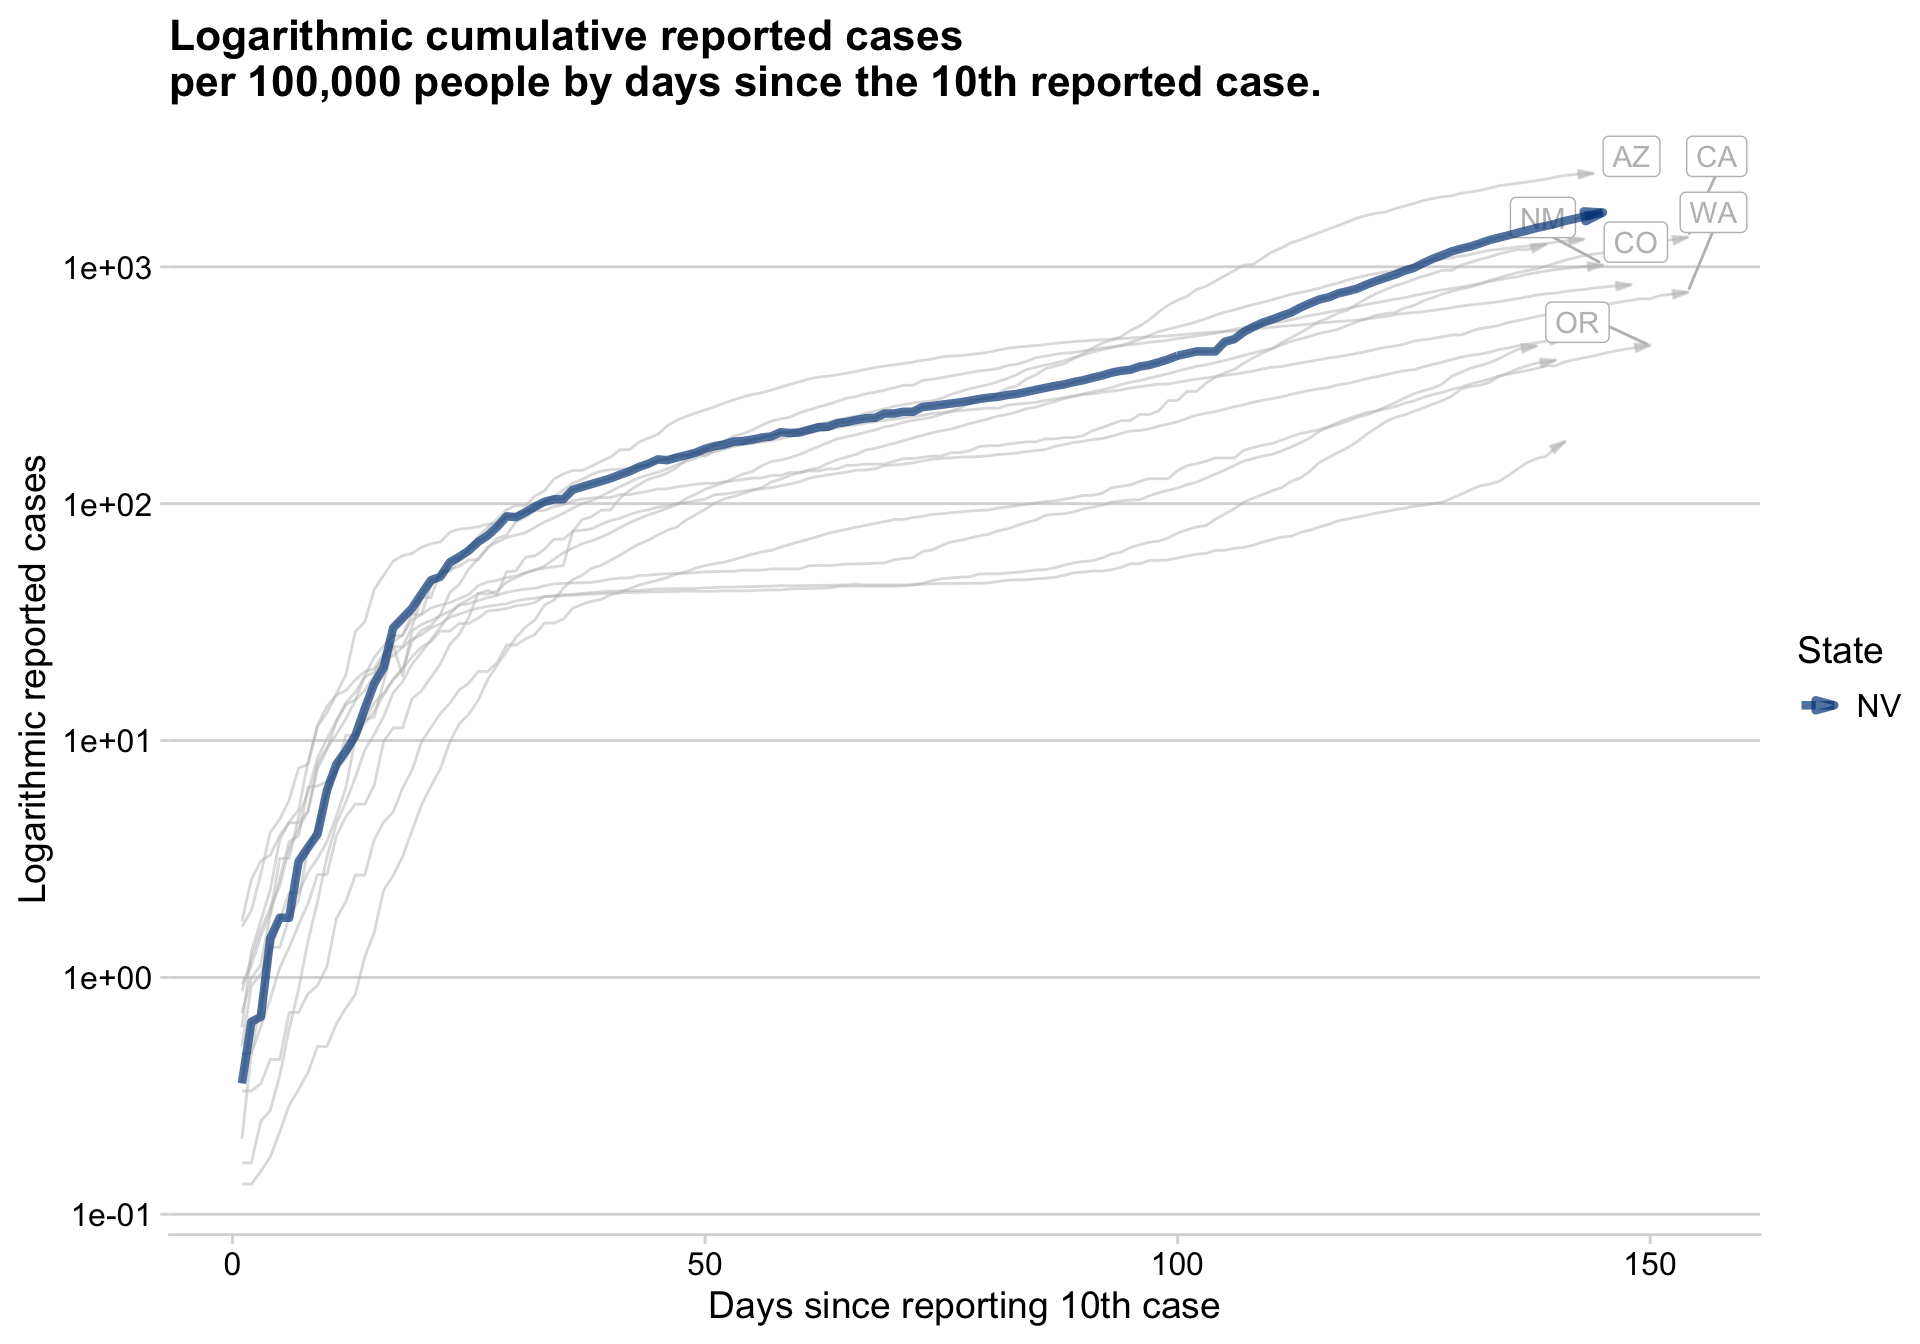 Logarithmic cumulative reported cases
per 100,000 people by days since the 10th reported case.
AZ
CA
NM
WA
CO
OR
1e+03
1e+02
1e+01
1e+00
1e-01
Logarithmic reported cases
0
50
100
150
Days since reporting 10th case
State
NV